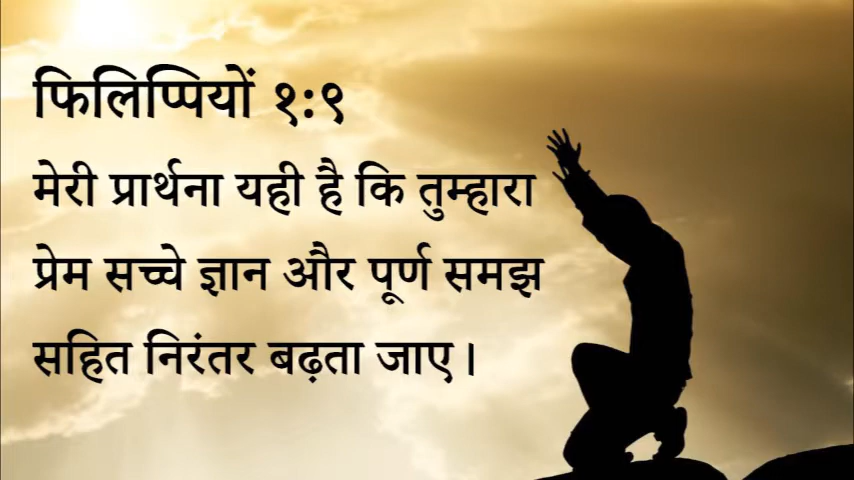 फिलिप्पियों १:९
मेरी प्रार्थना यही है कि तुम्हारा
प्रेम सच्चे ज्ञान और पूर्ण समझ
सहित निरंतर बढ़ता जाए।